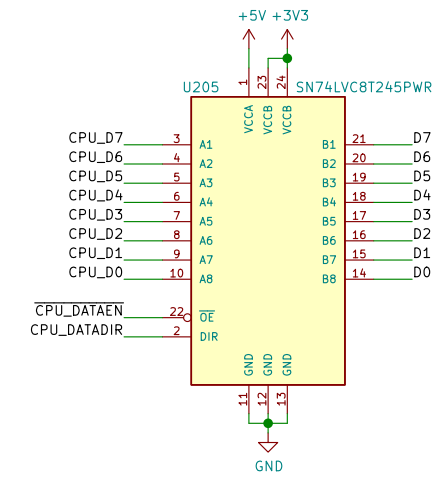 +5V +3V3
U205 SN74LVC8T245PWR
1 23 24
VCCA VCCB VCCB
CPU_D7 3 A1 B1 21 D7
CPU_D6 4 A2 B2 20 D6
CPU_D5 5 A3 B3 19 D5
CPU_D4 6 A4 B4 18 D4
CPU_D3 7 A5 B5 17 D3
CPU_D2 8 A6 B6 16 D2
CPU_D1 9 A7 B7 15 D1
CPU_D0 10 A8 B8 14 D0
CPU_DATAEN 22 OE
CPU_DATADIR 2 DIR
GND GND GND
11 12 13
GND